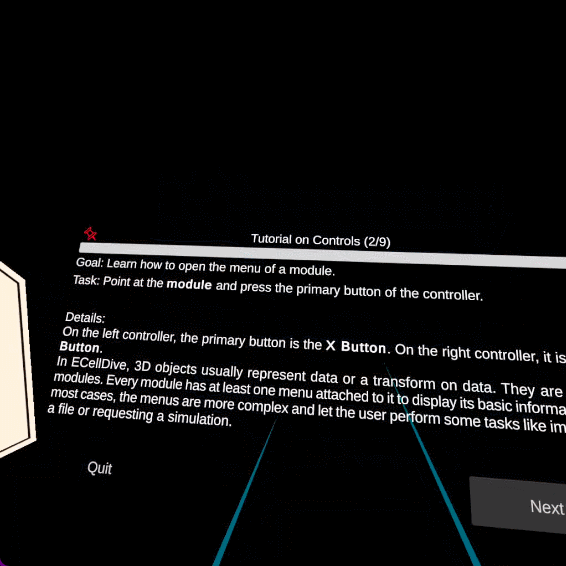 Tutorial on Controls (2/9)
Goal: Learn how to open the menu of a module.
Task: Point at the module and press the primary button of the controller.
Details:
On the left controller, the primary button is the X Button. On the right controller, it is
Button.
In ECellDive, 3D objects usually represent data or a transform on data. They are
modules. Every module has at least one menu attached to it to display its basic informa
most cases, the menus are more complex and let the user perform some tasks like im
a file or requesting a simulation.
Quit
Next